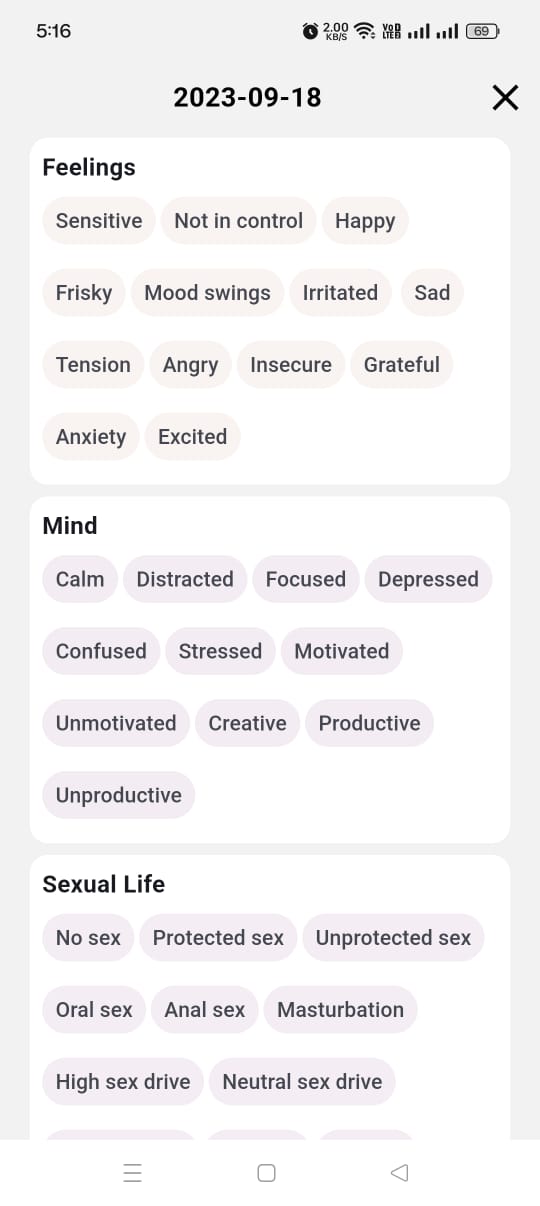 5:16 2.00 KB/S VoD LTEB 69
2023-09-18
Feelings
Sensitive Not in control Happy
Frisky Mood swings Irritated Sad
Tension Angry Insecure Grateful
Anxiety Excited
Mind
Calm Distracted Focused Depressed
Confused Stressed Motivated
Unmotivated Creative Productive
Unproductive
Sexual Life
No sex Protected sex Unprotected sex
Oral sex Anal sex Masturbation
High sex drive Neutral sex drive